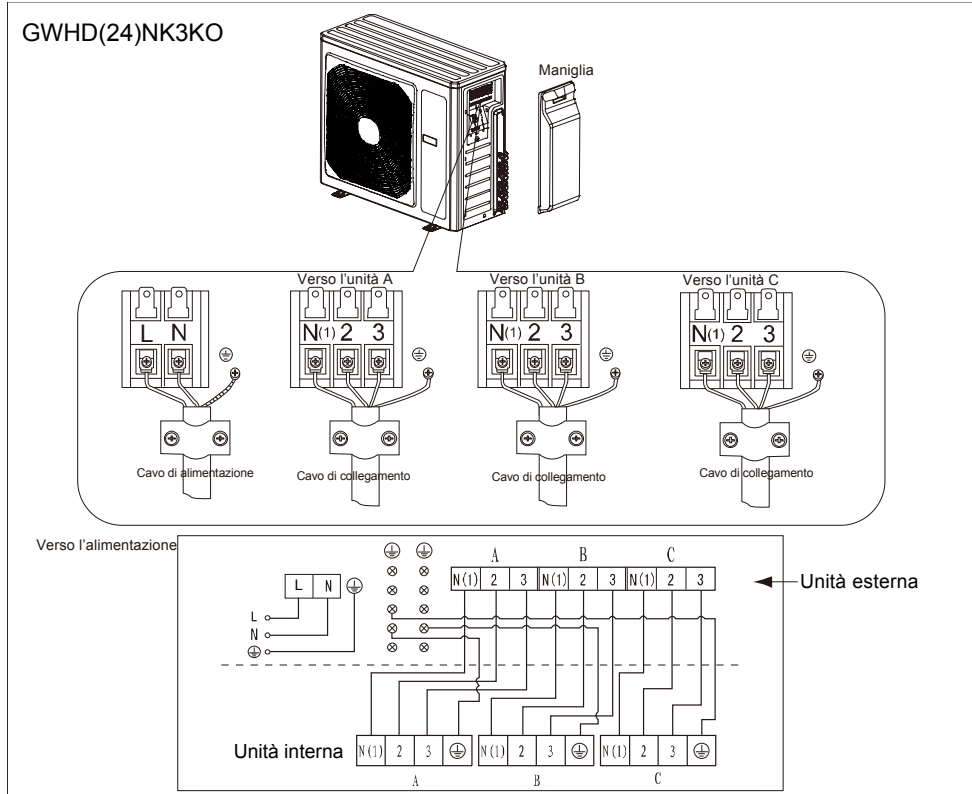 GWHD(24)NK3KO
Maniglia
Verso l'unità A
Verso l'unità B
Verso l'unità C
L N
N(1) 2 3
N(1) 2 3
N(1) 2 3
Cavo di alimentazione
Cavo di collegamento
Cavo di collegamento
Cavo di collegamento
Verso l'alimentazione
A B C
L N
N(1) 2 3 N(1) 2 3 N(1) 2 3
Unità esterna
L
N
Unità interna
N(1) 2 3 N(1) 2 3 N(1) 2 3
A B C